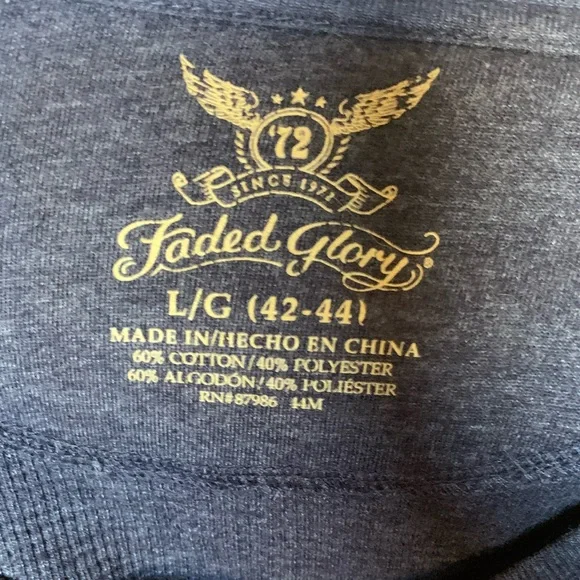 '72
SINCE 1972
Faded Glory®
L/G (42-44)
MADE IN/HECHO EN CHINA
60% COTTON/40% POLYESTER
60% ALGODÓN/40% POLIÉSTER
RN#87986 44M